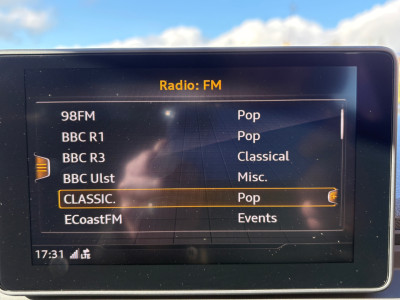 Radio: FM
98FM Pop
BBC R1 Pop
BBC R3 Classical
BBC Ulst Misc.
CLASSIC. Pop
ECoastFM Events
17:31 LTE